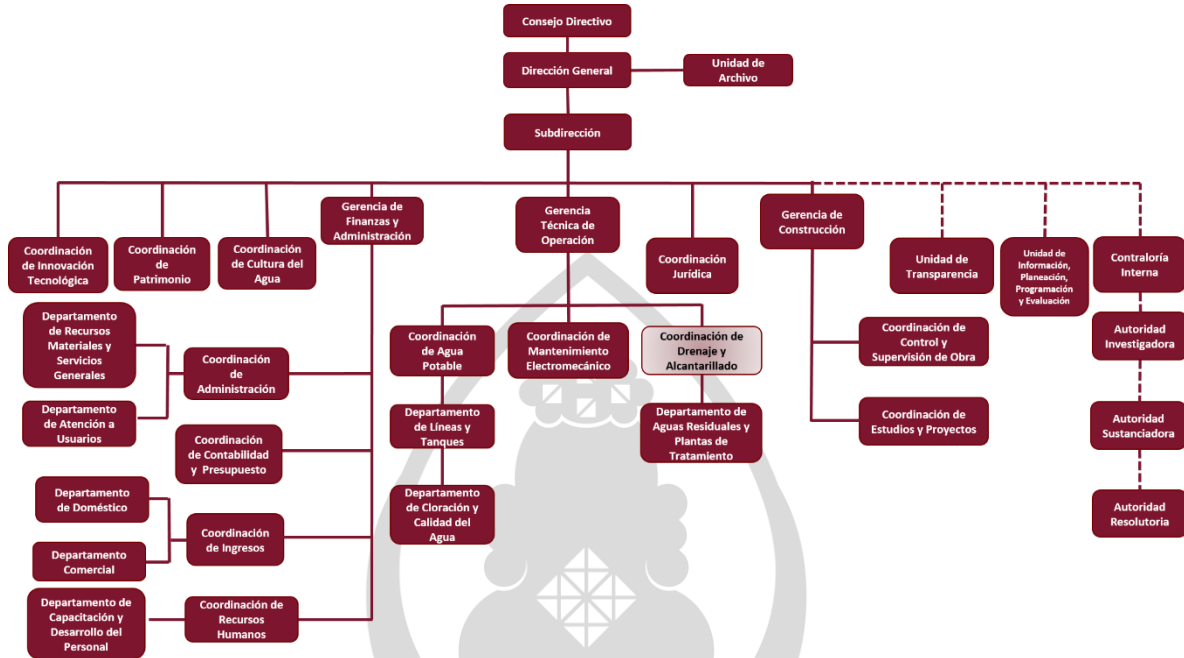 Consejo Directivo
Dirección General
Unidad de
Archivo
Subdirección
Coordinación
de Innovación
Tecnológica
Coordinación
de
Patrimonio
Coordinación
de Cultura del
Agua
Gerencia de
Finanzas y
Administración
Gerencia
Técnica de
Operación
Coordinación
Jurídica
Gerencia de
Construcción
Unidad de
Transparencia
Unidad de
Información,
Planeación,
Programación
y Evaluación
Contraloría
Interna
Departamento
de Recursos
Materiales y
Servicios
Generales
Coordinación
de
Administración
Departamento
de Atención a
Usuarios
Coordinación
de Contabilidad
y Presupuesto
Departamento
de Doméstico
Coordinación
de Ingresos
Departamento
Comercial
Departamento de
Capacitación y
Desarrollo del
Personal
Coordinación de
Recursos
Humanos
Coordinación
de Agua
Potable
Coordinación de
Mantenimiento
Electromecánico
Coordinación de
Drenaje y
Alcantarillado
Departamento
de Líneas y
Tanques
Departamento de
Aguas Residuales y
Plantas de
Tratamiento
Departamento
de Cloración y
Calidad del
Agua
Coordinación de
Control y
Supervisión de Obra
Coordinación de
Estudios y Proyectos
Autoridad
Investigadora
Autoridad
Sustanciadora
Autoridad
Resolutoria